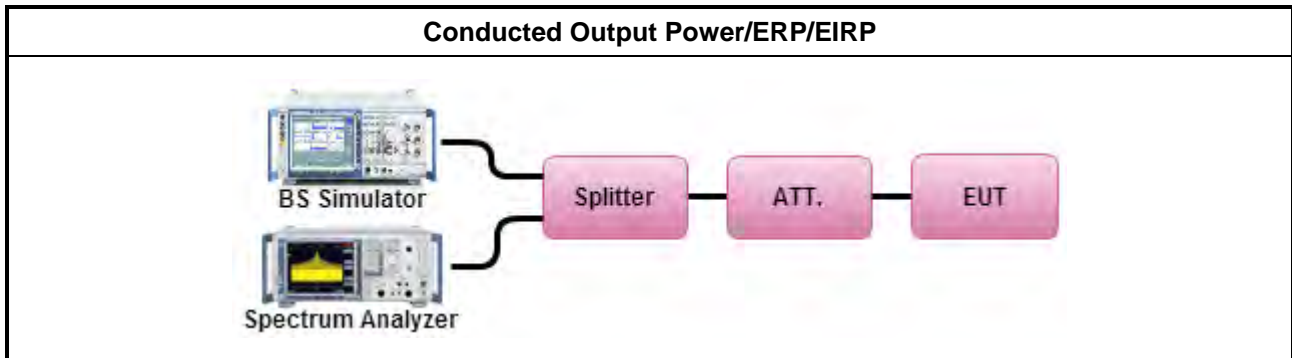 Conducted Output Power/ERP/EIRP
BS Simulator
Splitter
ATT.
EUT
Spectrum Analyzer